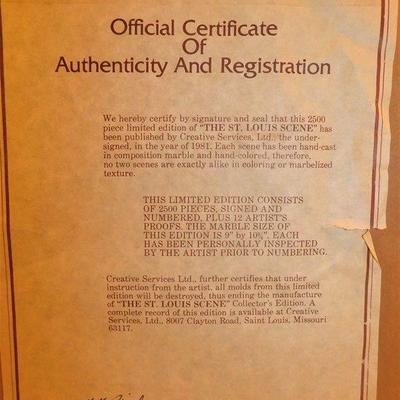 Official Certificate
Of
Authenticity And Registration
We hereby certify by signature and seal that this 2500
piece limited edition of "THE ST. LOUIS SCENE" has
been published by Creative Services, Ltd., the under-
signed, in the year of 1981. Each scene has been hand-cast
in composition marble and hand-colored, therefore,
no two scenes are exactly alike in coloring or marbelized
texture.
THIS LIMITED EDITION CONSISTS
OF 2500 PIECES, SIGNED AND
NUMBERED, PLUS 12 ARTIST'S
PROOFS. THE MARBLE SIZE OF
THIS EDITION IS 9" by 10¾". EACH
HAS BEEN PERSONALLY INSPECTED
BY THE ARTIST PRIOR TO NUMBERING.
Creative Services Ltd., further certifies that under
instruction from the artist, all molds from this limited
edition will be destroyed, thus ending the manufacture
of "THE ST. LOUIS SCENE" Collector's Edition. A
complete record of this edition is available at Creative
Services, Ltd., 8007 Clayton Road, Saint Louis, Missouri
63117.